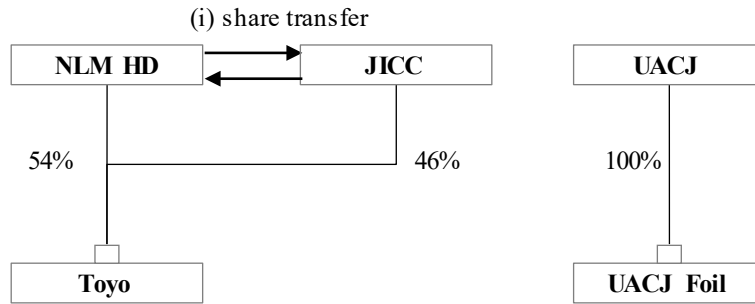 (i) share transfer
NLM HD JICC UACJ
54% 46% 100%
Toyo UACJ Foil